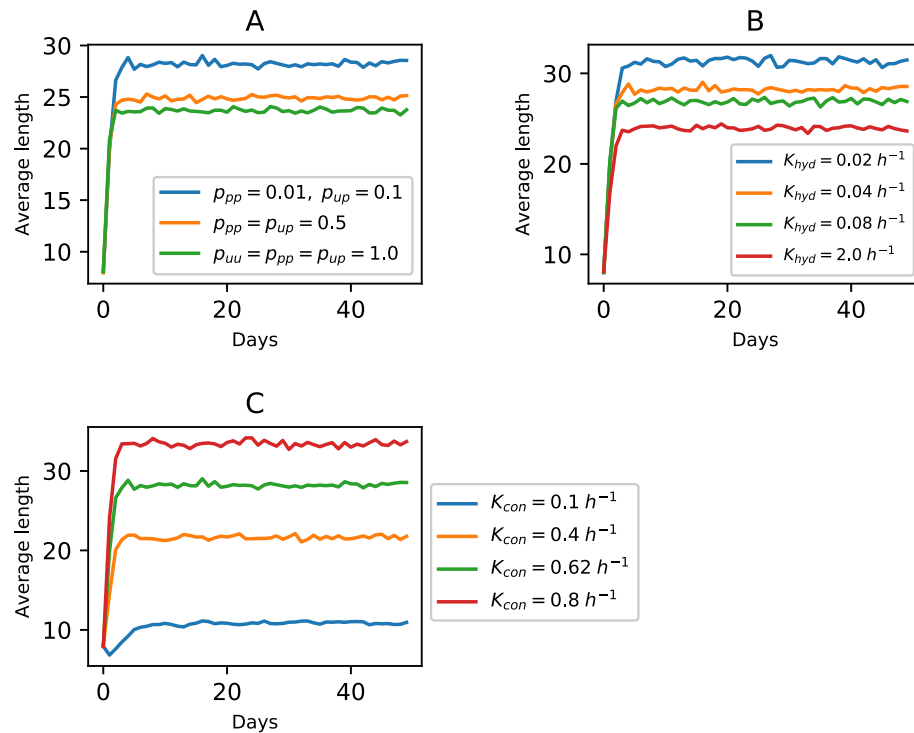 A
Average length
30
25
20
15
10
p_pp = 0.01, p_up = 0.1
p_pp = p_up = 0.5
p_uu = p_pp = p_up = 1.0
0
20
40
Days
B
Average length
30
20
10
K_hyd = 0.02 h⁻¹
K_hyd = 0.04 h⁻¹
K_hyd = 0.08 h⁻¹
K_hyd = 2.0 h⁻¹
0
20
40
Days
C
Average length
30
20
10
0
20
40
Days
K_con = 0.1 h⁻¹
K_con = 0.4 h⁻¹
K_con = 0.62 h⁻¹
K_con = 0.8 h⁻¹